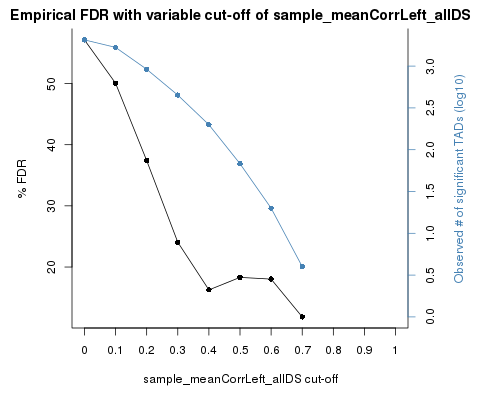 Empirical FDR with variable cut-off of sample_meanCorrLeft_allDS
% FDR
50
40
30
20
3.0
2.5
2.0
1.5
1.0
0.5
0.0
Observed # of significant TADs (log10)
0 0.1 0.2 0.3 0.4 0.5 0.6 0.7 0.8 0.9 1
sample_meanCorrLeft_allDS cut-off